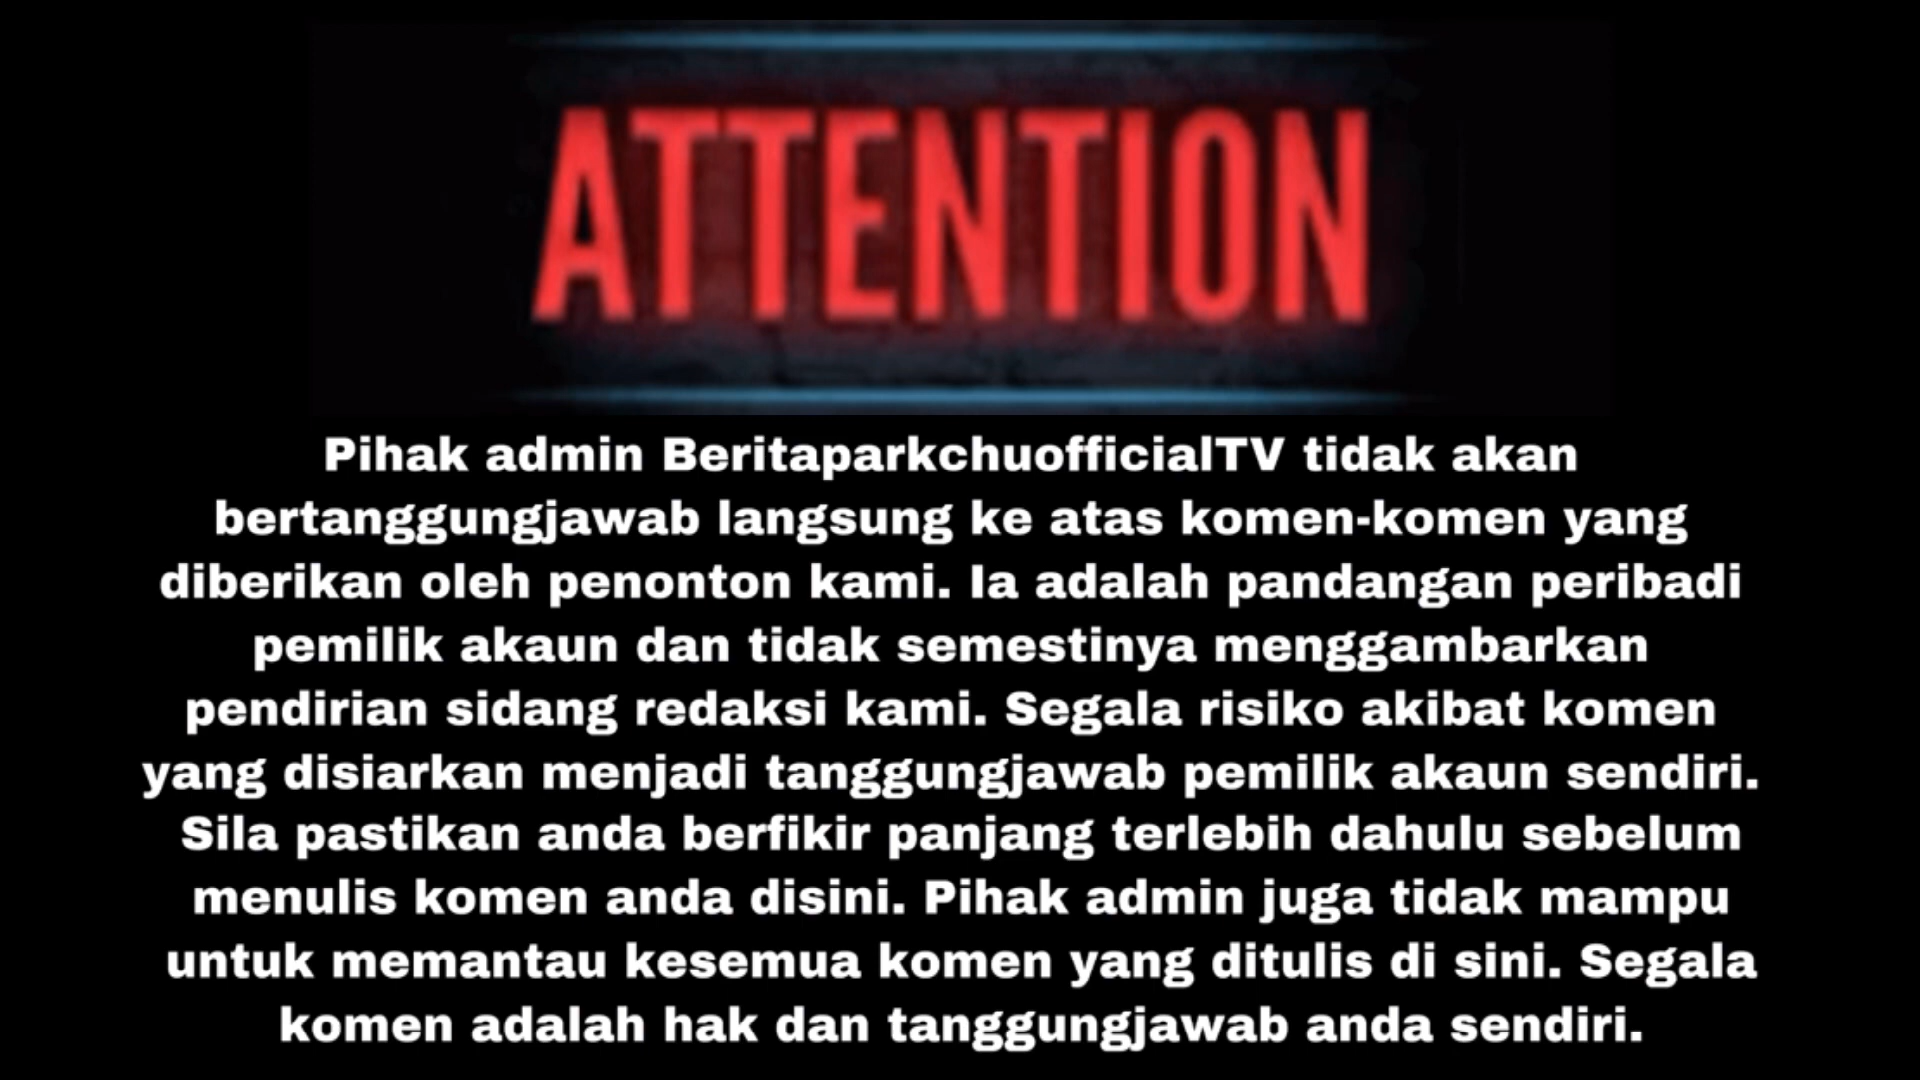 ATTENTION
Pihak admin BeritaparkchuofficialTV tidak akan
bertanggungjawab langsung ke atas komen-komen yang
diberikan oleh penonton kami. Ia adalah pandangan peribadi
pemilik akaun dan tidak semestinya menggambarkan
pendirian sidang redaksi kami. Segala risiko akibat komen
yang disiarkan menjadi tanggungjawab pemilik akaun sendiri.
Sila pastikan anda berfikir panjang terlebih dahulu sebelum
menulis komen anda disini. Pihak admin juga tidak mampu
untuk memantau kesemua komen yang ditulis di sini. Segala
komen adalah hak dan tanggungjawab anda sendiri.